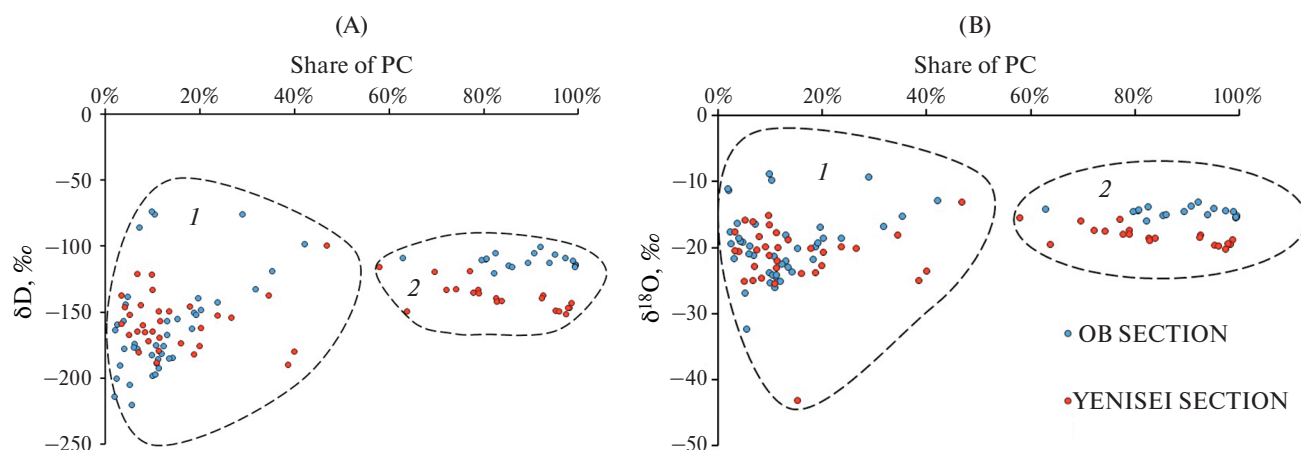 (A)
Share of PC
0% 20% 40% 60% 80% 100%
0
−50
−100
−150
−200
−250
δD, ‰
1
2
(B)
Share of PC
0% 20% 40% 60% 80% 100%
0
−10
−20
−30
−40
−50
δ¹⁸O, ‰
1
2
OB SECTION
YENISEI SECTION